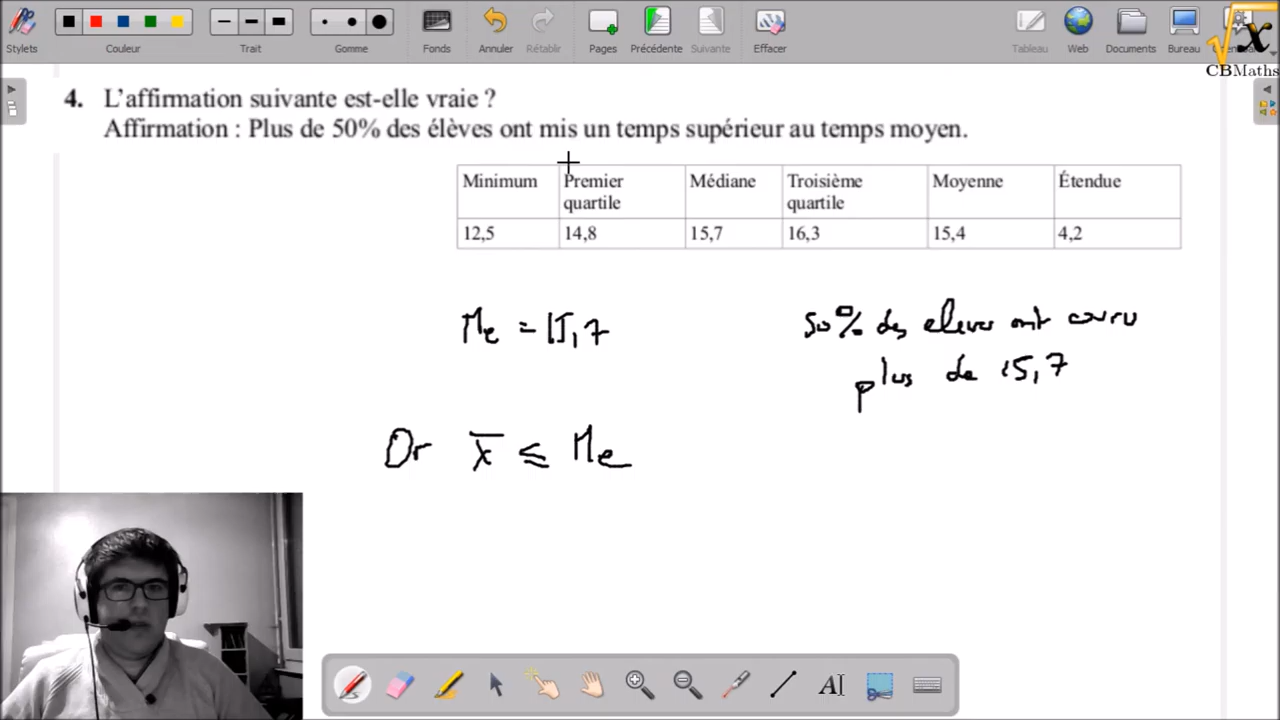 Stylets Couleur Trait Gomme Fonds Annuler Rétablir Pages Précédente Suivante Effacer Tableau Web Documents Bureau
CBMaths
4. L'affirmation suivante est-elle vraie ?
Affirmation : Plus de 50% des élèves ont mis un temps supérieur au temps moyen.
Minimum Premier quartile Médiane Troisième quartile Moyenne Étendue
12,5 14,8 15,7 16,3 15,4 4,2
Me = 15,7
50% des eleves ont couru
plus de 15,7
Or x̄ ≤ Me